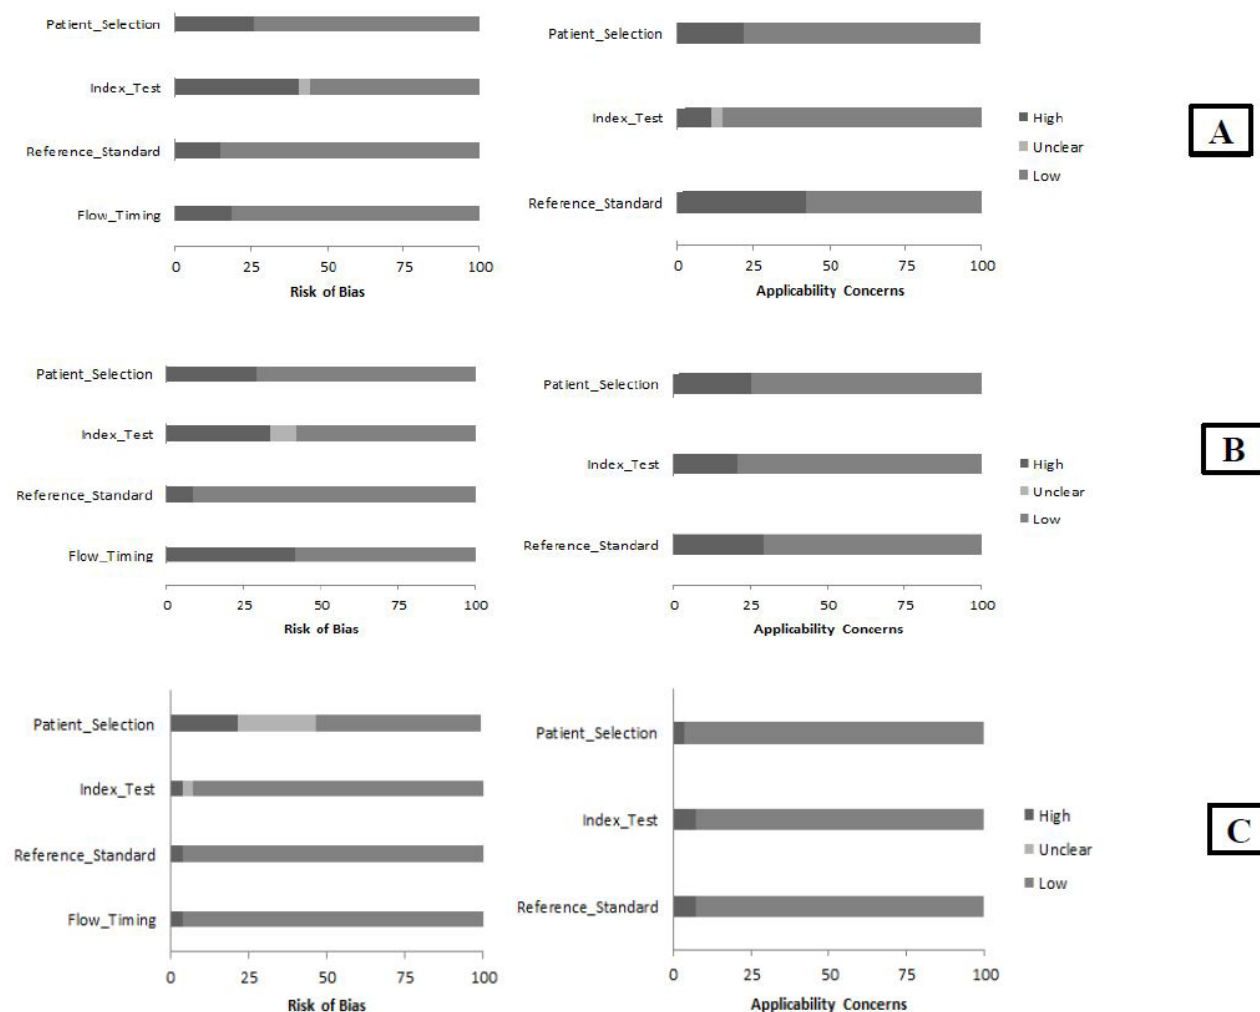 Patient_Selection
Index_Test
Reference_Standard
Flow_Timing
0 25 50 75 100
Risk of Bias
Patient_Selection
Index_Test
Reference_Standard
0 25 50 75 100
Applicability Concerns
High
Unclear
Low
A
Patient_Selection
Index_Test
Reference_Standard
Flow_Timing
0 25 50 75 100
Risk of Bias
Patient_Selection
Index_Test
Reference_Standard
0 25 50 75 100
Applicability Concerns
High
Unclear
Low
B
Patient_Selection
Index_Test
Reference_Standard
Flow_Timing
0 25 50 75 100
Risk of Bias
Patient_Selection
Index_Test
Reference_Standard
0 25 50 75 100
Applicability Concerns
High
Unclear
Low
C